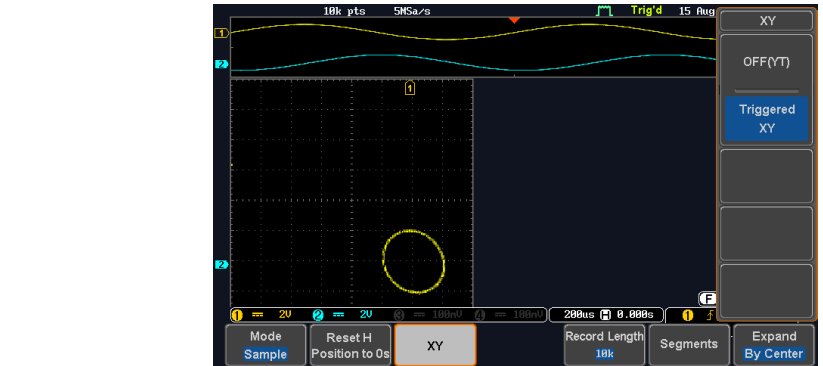 10k pts 5MSa/s Trig'd 15 Aug
XY
1
OFF(YT)
2
1
Triggered
XY
2
F
1 2V 2 2V 3 100mV 4 100mV 200us H 0.000s 1
Mode
Sample
Reset H
Position to 0s
XY
Record Length
10k
Segments
Expand
By Center